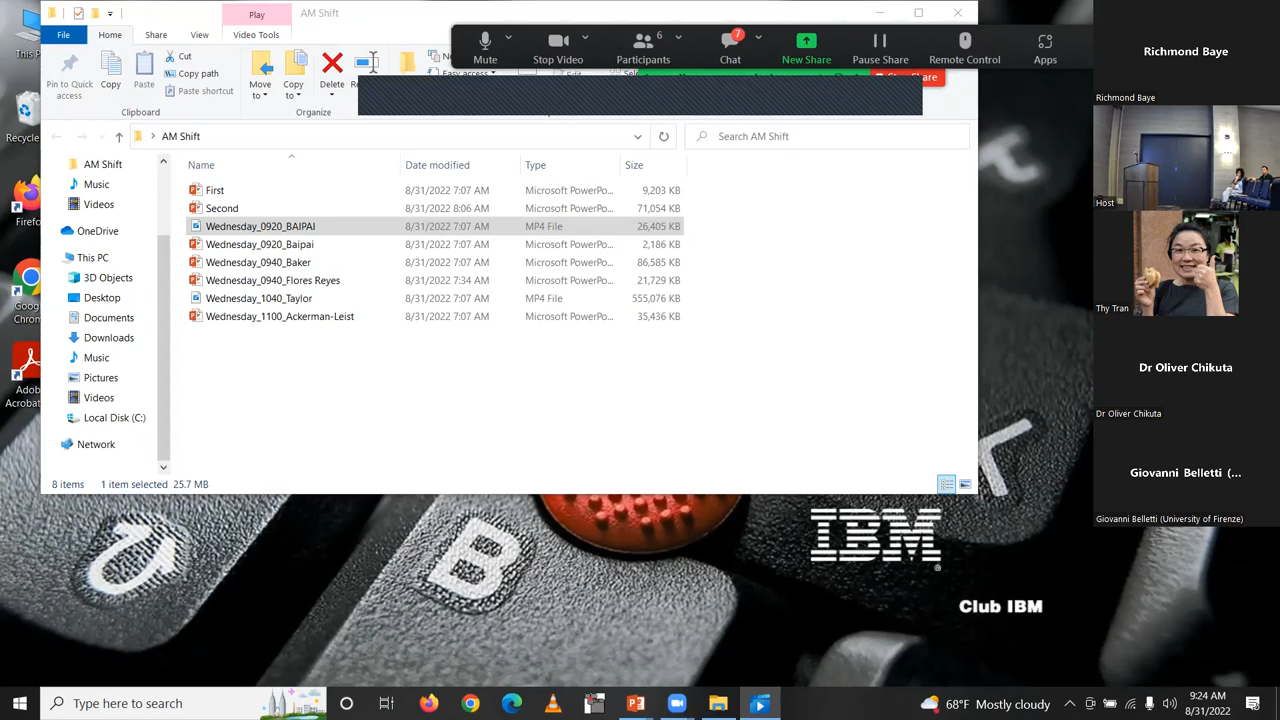 Play
AM Shift
File
Home
Share
View
Video Tools
Pin to Quick
access
Copy
Paste
Cut
Copy path
Paste shortcut
Clipboard
Move
to
Copy
to
Delete
Organize
Mute
Stop Video
6
Participants
7
Chat
New Share
Pause Share
Remote Control
Apps
AM Shift
Search AM Shift
Name
Date modified
Type
Size
First 8/31/2022 7:07 AM Microsoft PowerPo... 9,203 KB
Second 8/31/2022 8:06 AM Microsoft PowerPo... 71,054 KB
Wednesday_0920_BAIPAI 8/31/2022 7:07 AM MP4 File 26,405 KB
Wednesday_0920_Baipai 8/31/2022 7:07 AM Microsoft PowerPo... 2,186 KB
Wednesday_0940_Baker 8/31/2022 7:07 AM Microsoft PowerPo... 86,585 KB
Wednesday_0940_Flores Reyes 8/31/2022 7:34 AM Microsoft PowerPo... 21,729 KB
Wednesday_1040_Taylor 8/31/2022 7:07 AM MP4 File 555,076 KB
Wednesday_1100_Ackerman-Leist 8/31/2022 7:07 AM Microsoft PowerPo... 35,436 KB
AM Shift
Music
Videos
OneDrive
This PC
3D Objects
Desktop
Documents
Downloads
Music
Pictures
Videos
Local Disk (C:)
Network
8 items 1 item selected 25.7 MB
This P
Recycle
Firefo
Goog
Chrom
Adob
Acroba
B
IBM
®
Club IBM
Richmond Baye
Richmond Baye
Host
Thy Tran
Dr Oliver Chikuta
Dr Oliver Chikuta
Giovanni Belletti (...
Giovanni Belletti (University of Firenze)
Type here to search
68°F Mostly cloudy
9:24 AM
8/31/2022